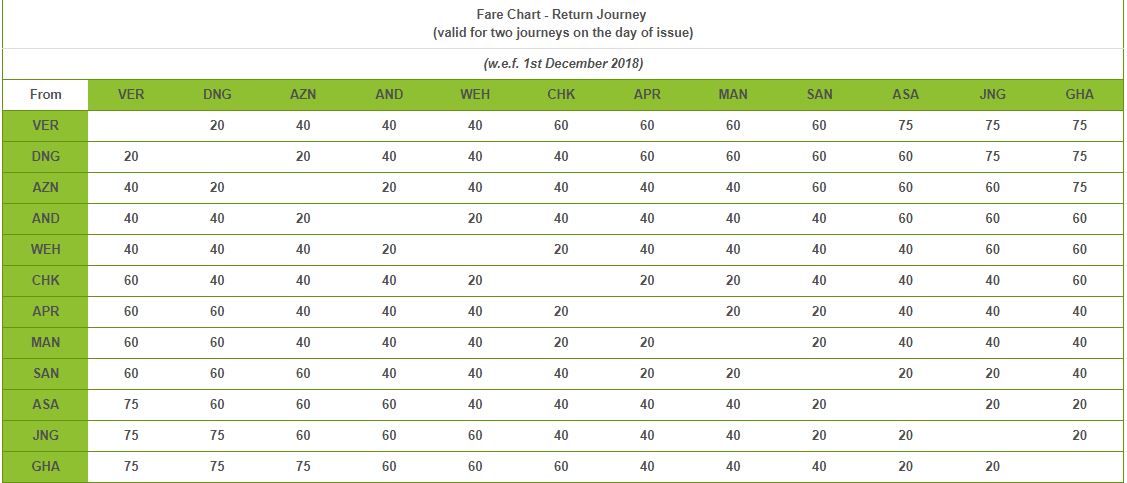 Fare Chart - Return Journey
(valid for two journeys on the day of issue)
(w.e.f. 1st December 2018)
From VER DNG AZN AND WEH CHK APR MAN SAN ASA JNG GHA
VER 20 40 40 40 60 60 60 60 75 75 75
DNG 20 20 40 40 40 60 60 60 60 75 75
AZN 40 20 20 40 40 40 40 60 60 60 75
AND 40 40 20 20 40 40 40 40 60 60 60
WEH 40 40 40 20 20 40 40 40 40 60 60
CHK 60 40 40 40 20 20 20 40 40 40 60
APR 60 60 40 40 40 20 20 20 40 40 40
MAN 60 60 40 40 40 20 20 20 40 40 40
SAN 60 60 60 40 40 40 20 20 20 20 40
ASA 75 60 60 60 40 40 40 40 20 20 20
JNG 75 75 60 60 60 40 40 40 20 20 20
GHA 75 75 75 60 60 60 40 40 40 20 20